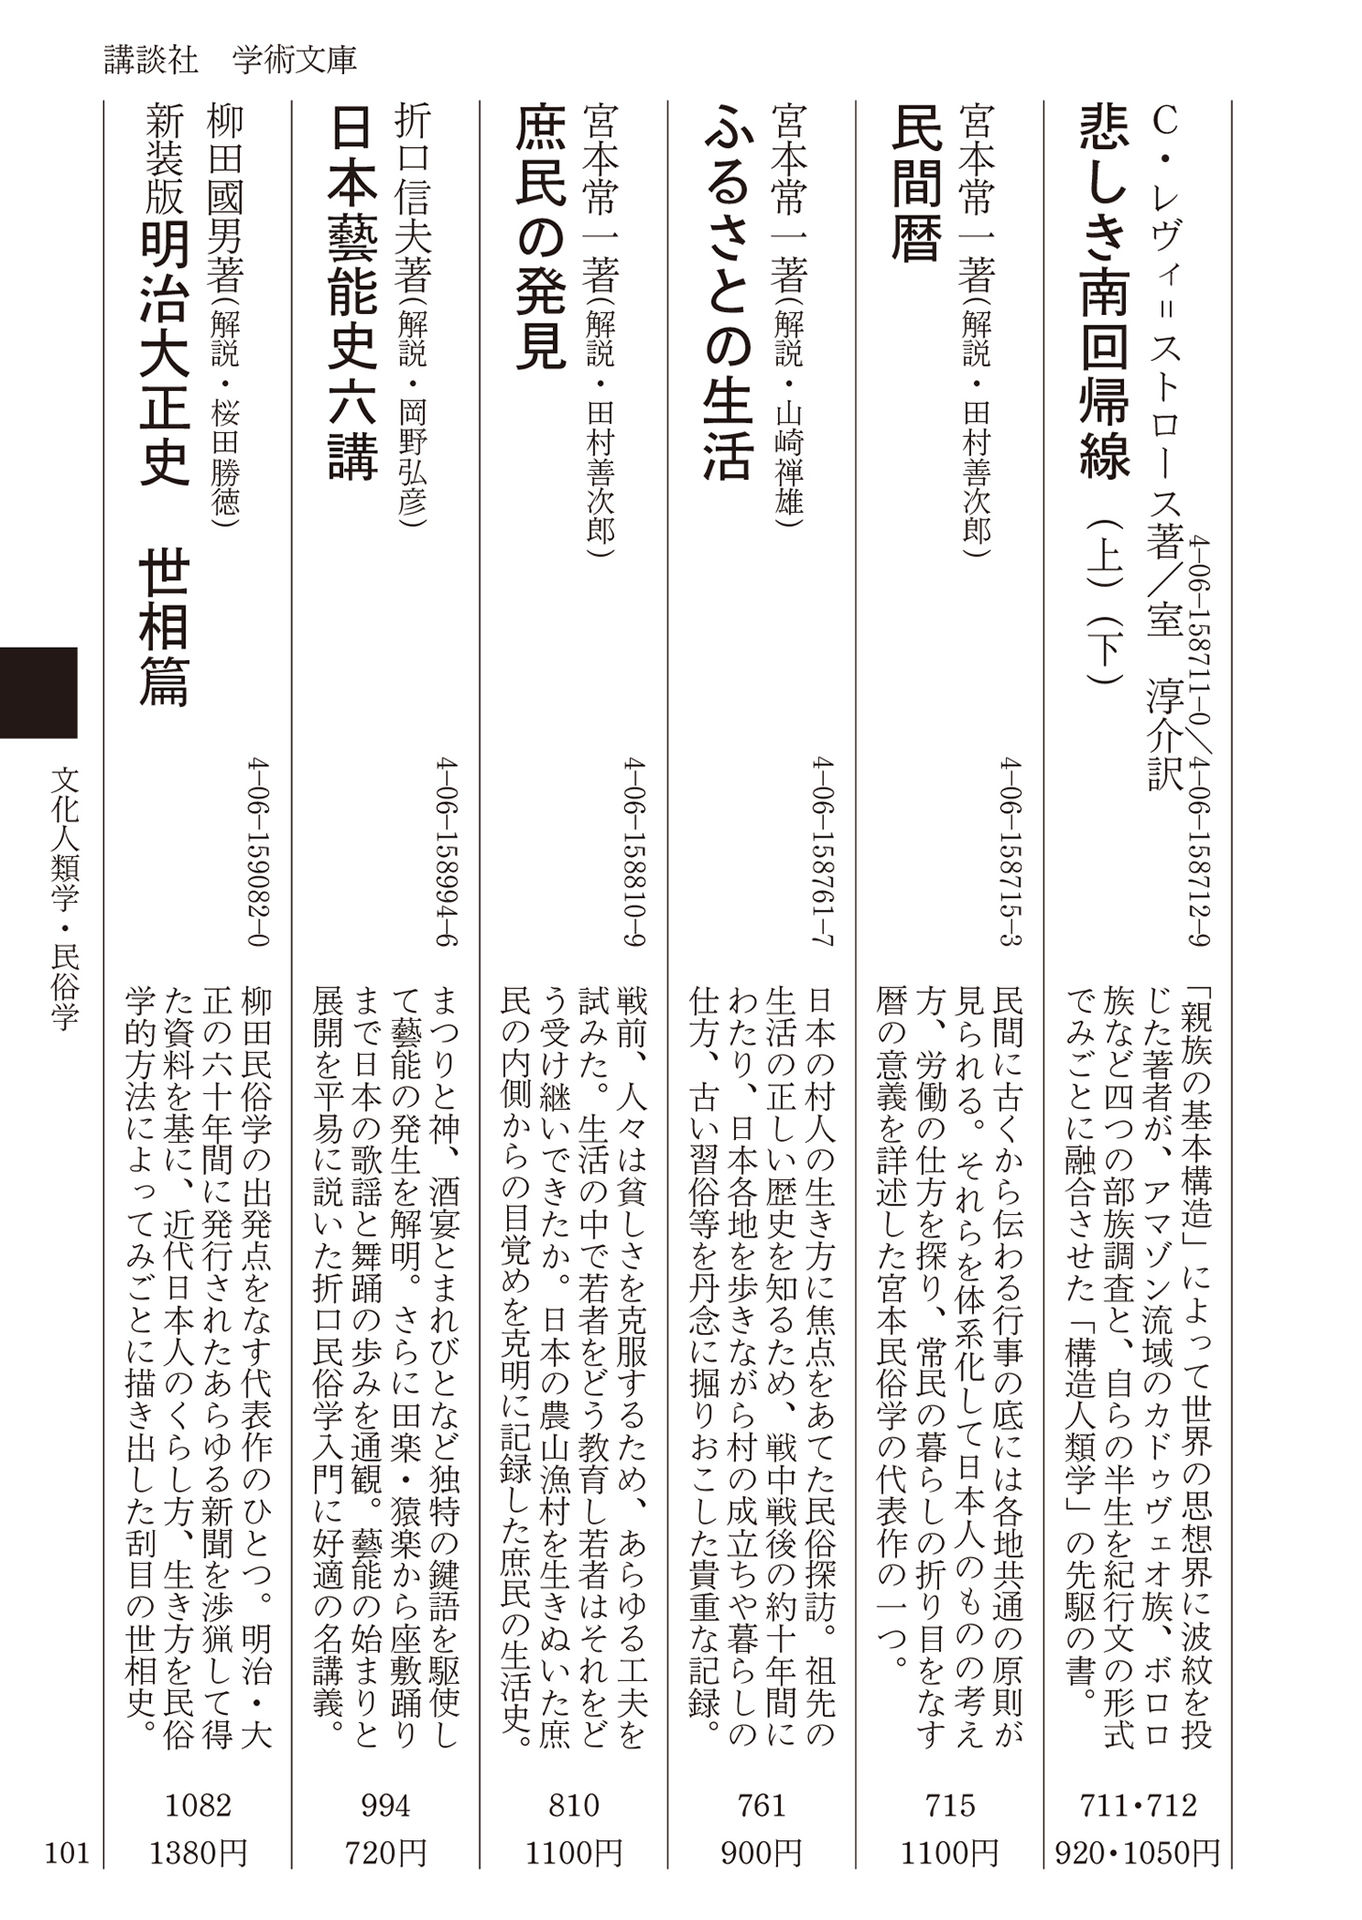 講談社　学術文庫
C・レヴィ＝ストロース著／室　淳介訳
悲しき南回帰線（上）（下）
4-06-158711-0／4-06-158712-9
「親族の基本構造」によって世界の思想界に波紋を投
じた著者が、アマゾン流域のカドゥヴェオ族、ボロロ
族など四つの部族調査と、自らの半生を紀行文の形式
でみごとに融合させた「構造人類学」の先駆の書。
711・712
920・1050円
宮本常一著（解説・田村善次郎）
民間暦
4-06-158715-3
民間に古くから伝わる行事の底には各地共通の原則が
見られる。それらを体系化して日本人のものの考え
方、労働の仕方を探り、常民の暮らしの折り目をなす
暦の意義を詳述した宮本民俗学の代表作の一つ。
715
1100円
宮本常一著（解説・山崎禅雄）
ふるさとの生活
4-06-158761-7
日本の村人の生き方に焦点をあてた民俗探訪。祖先の
生活の正しい歴史を知るため、戦中戦後の約十年間に
わたり、日本各地を歩きながら村の成立ちや暮らしの
仕方、古い習俗等を丹念に掘りおこした貴重な記録。
761
900円
宮本常一著（解説・田村善次郎）
庶民の発見
4-06-158810-9
戦前、人々は貧しさを克服するため、あらゆる工夫を
試みた。生活の中で若者をどう教育し若者はそれをど
う受け継いできたか。日本の農山漁村を生きぬいた庶
民の内側からの目覚めを克明に記録した庶民の生活史。
810
1100円
折口信夫著（解説・岡野弘彦）
日本藝能史六講
4-06-158994-6
まつりと神、酒宴とまれびとなど独特の鍵語を駆使し
て藝能の発生を解明。さらに田楽・猿楽から座敷踊り
まで日本の歌謡と舞踊の歩みを通観。藝能の始まりと
展開を平易に説いた折口民俗学入門に好適の名講義。
994
720円
柳田國男著（解説・桜田勝徳）
新装版 明治大正史　世相篇
4-06-159082-0
柳田民俗学の出発点をなす代表作のひとつ。明治・大
正の六十年間に発行されたあらゆる新聞を渉猟して得
た資料を基に、近代日本人のくらし方、生き方を民俗
学的方法によってみごとに描き出した刮目の世相史。
1082
1380円
文化人類学・民俗学
101